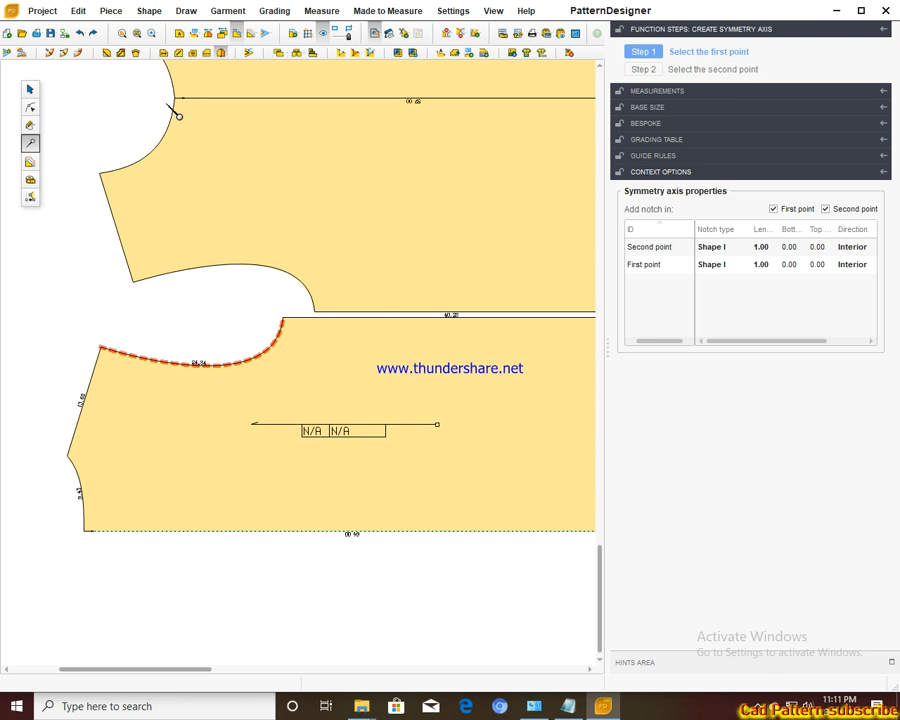 Project Edit Piece Shape Draw Garment Grading Measure Made to Measure Settings View Help PatternDesigner
FUNCTION STEPS: CREATE SYMMETRY AXIS
Step 1 Select the first point
Step 2 Select the second point
MEASUREMENTS
BASE SIZE
BESPOKE
GRADING TABLE
GUIDE RULES
CONTEXT OPTIONS
Symmetry axis properties
Add notch in: First point Second point
ID Notch type Len... Bott... Top ... Direction
Second point Shape I 1.00 0.00 0.00 Interior
First point Shape I 1.00 0.00 0.00 Interior
www.thundershare.net
N/A N/A
Activate Windows
Go to Settings to activate Windows.
HINTS AREA
Type here to search
11:11 PM
Cad Pattern subscribe